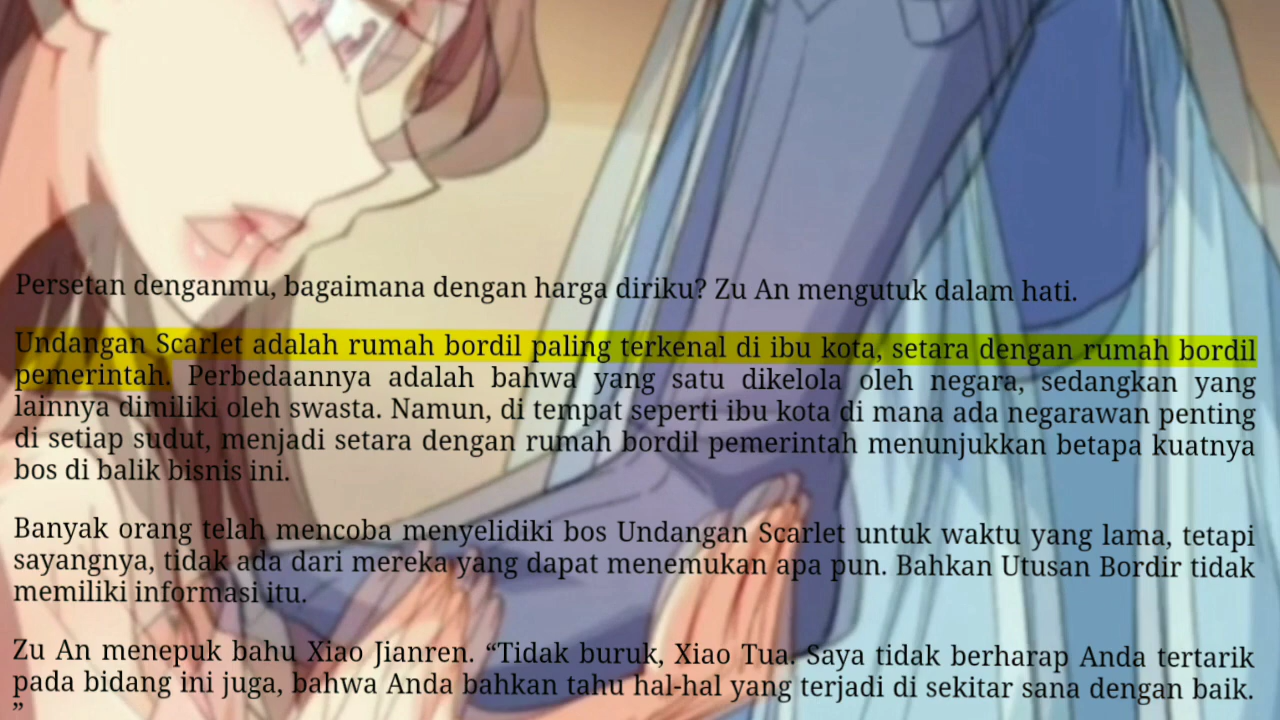 Persetan denganmu, bagaimana dengan harga diriku? Zu An mengutuk dalam hati.
Undangan Scarlet adalah rumah bordil paling terkenal di ibu kota, setara dengan rumah bordil
pemerintah. Perbedaannya adalah bahwa yang satu dikelola oleh negara, sedangkan yang
lainnya dimiliki oleh swasta. Namun, di tempat seperti ibu kota di mana ada negarawan penting
di setiap sudut, menjadi setara dengan rumah bordil pemerintah menunjukkan betapa kuatnya
bos di balik bisnis ini.
Banyak orang telah mencoba menyelidiki bos Undangan Scarlet untuk waktu yang lama, tetapi
sayangnya, tidak ada dari mereka yang dapat menemukan apa pun. Bahkan Utusan Bordir tidak
memiliki informasi itu.
Zu An menepuk bahu Xiao Jianren. “Tidak buruk, Xiao Tua. Saya tidak berharap Anda tertarik
pada bidang ini juga, bahwa Anda bahkan tahu hal-hal yang terjadi di sekitar sana dengan baik.
”